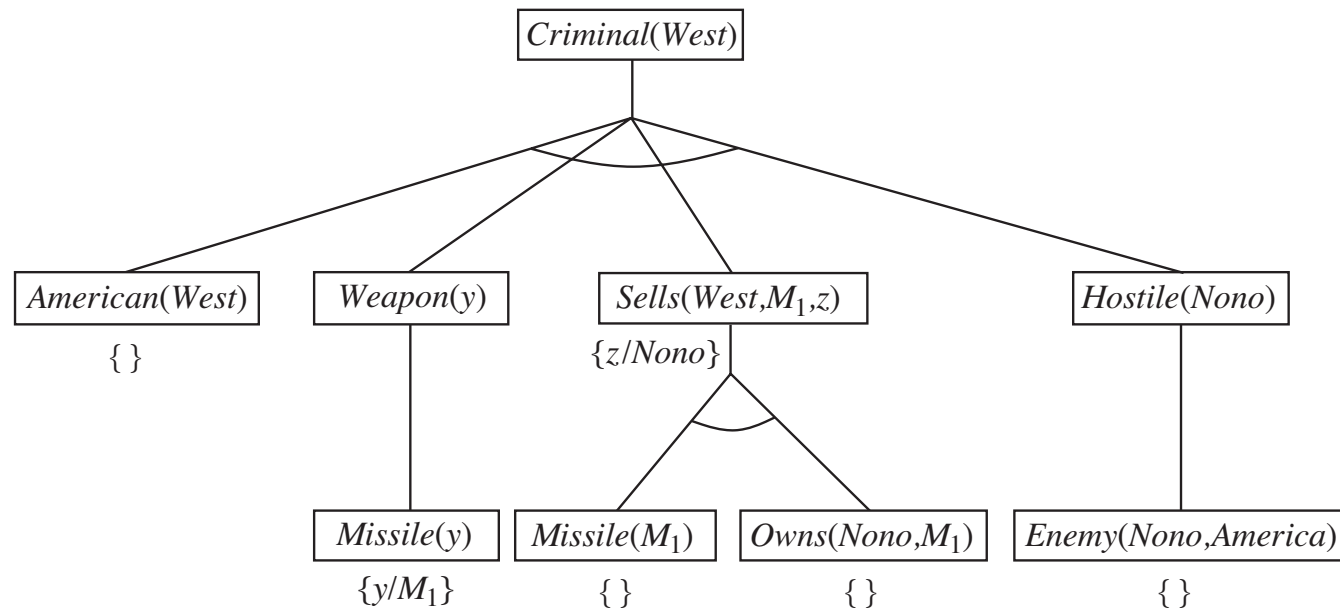 Criminal(West)
American(West) Weapon(y) Sells(West,M₁,z) Hostile(Nono)
{ } {z/Nono}
Missile(y) Missile(M₁) Owns(Nono,M₁) Enemy(Nono,America)
{y/M₁} { } { } { }